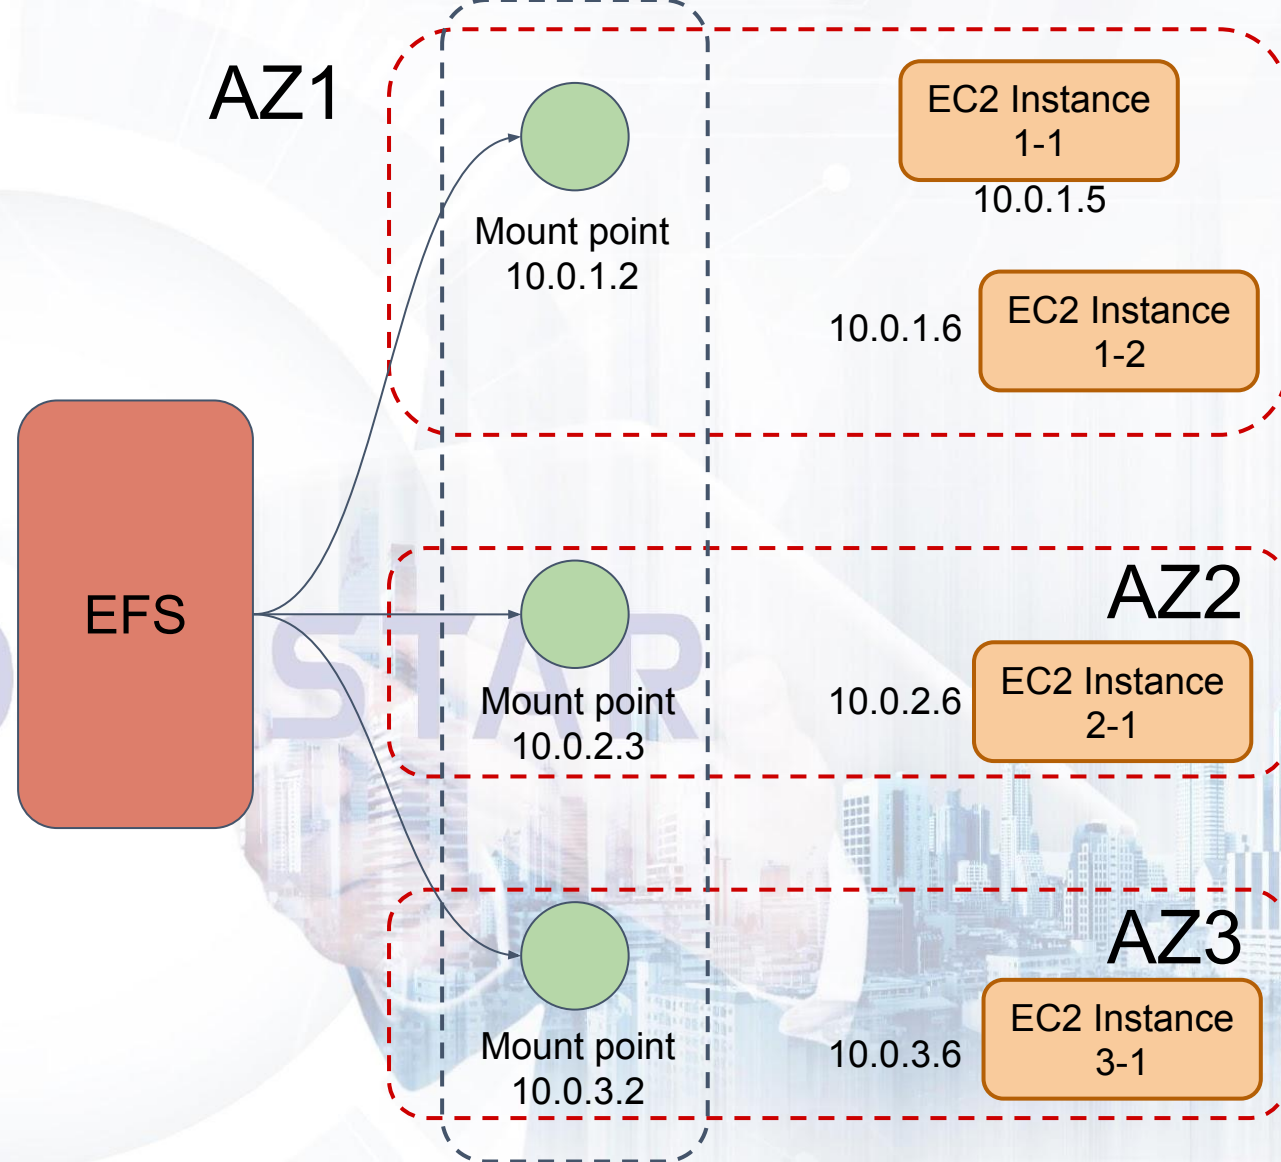 AZ1
EC2 Instance
1-1
10.0.1.5
Mount point
10.0.1.2
10.0.1.6
EC2 Instance
1-2
EFS
STAR
AZ2
Mount point
10.0.2.3
10.0.2.6
EC2 Instance
2-1
AZ3
Mount point
10.0.3.2
10.0.3.6
EC2 Instance
3-1